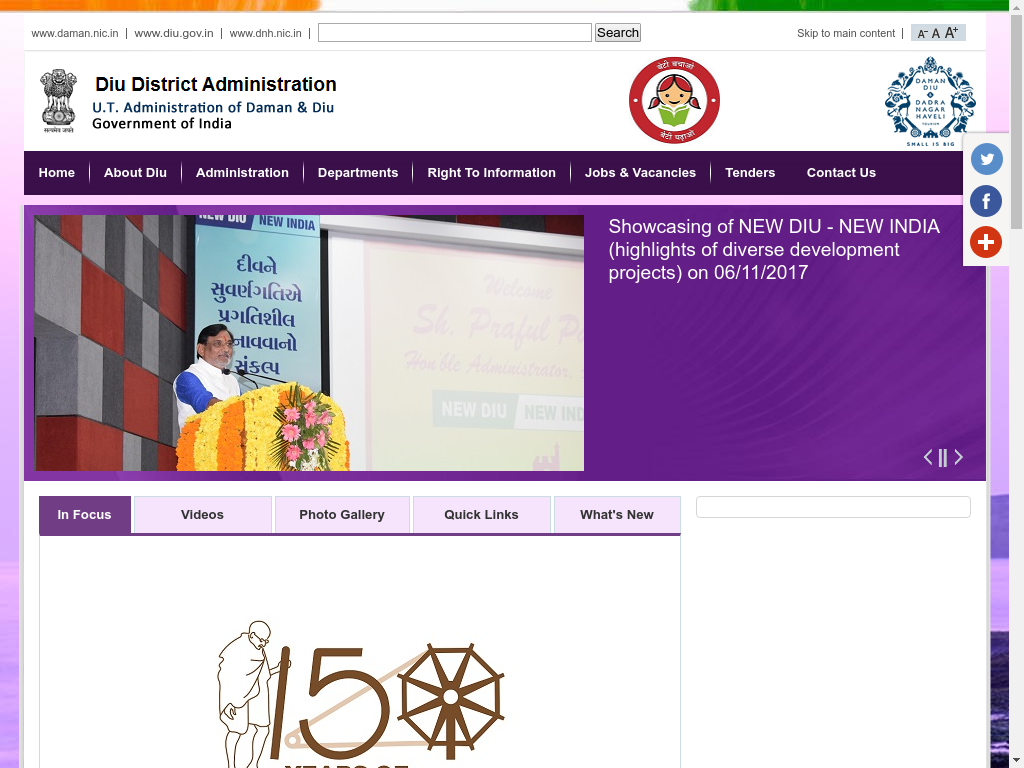 www.daman.nic.in | www.diu.gov.in | www.dnh.nic.in | Search Skip to main content | A- A A+
सत्यमेव जयते
Diu District Administration
U.T. Administration of Daman & Diu
Government of India
बेटी बचाओ
बेटी पढ़ाओ
DAMAN
DIU
DADRA
NAGAR
HAVELI
TOURISM
SMALL IS BIG
Home About Diu Administration Departments Right To Information Jobs & Vacancies Tenders Contact Us
NEW DIU NEW INDIA
દીવને
સુવર્ણગતિએ
પ્રગતિશીલ
નાવવાનો
સંકલ્પ
Welcome
Sh. Praful P
Hon'ble Administrator,
NEW DIU NEW IND
Showcasing of NEW DIU - NEW INDIA
(highlights of diverse development
projects) on 06/11/2017
In Focus Videos Photo Gallery Quick Links What's New
150
YEARS OF